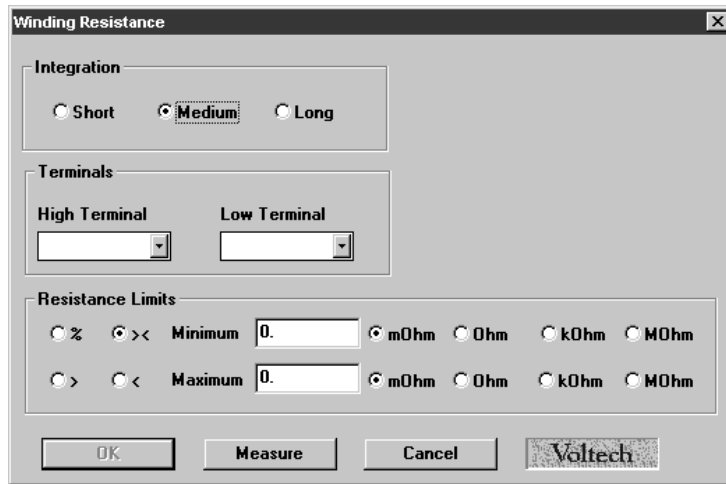 Winding Resistance
Integration
Short Medium Long
Terminals
High Terminal Low Terminal
Resistance Limits
% >< Minimum 0. mOhm Ohm kOhm MOhm
> < Maximum 0. mOhm Ohm kOhm MOhm
OK Measure Cancel Voltech